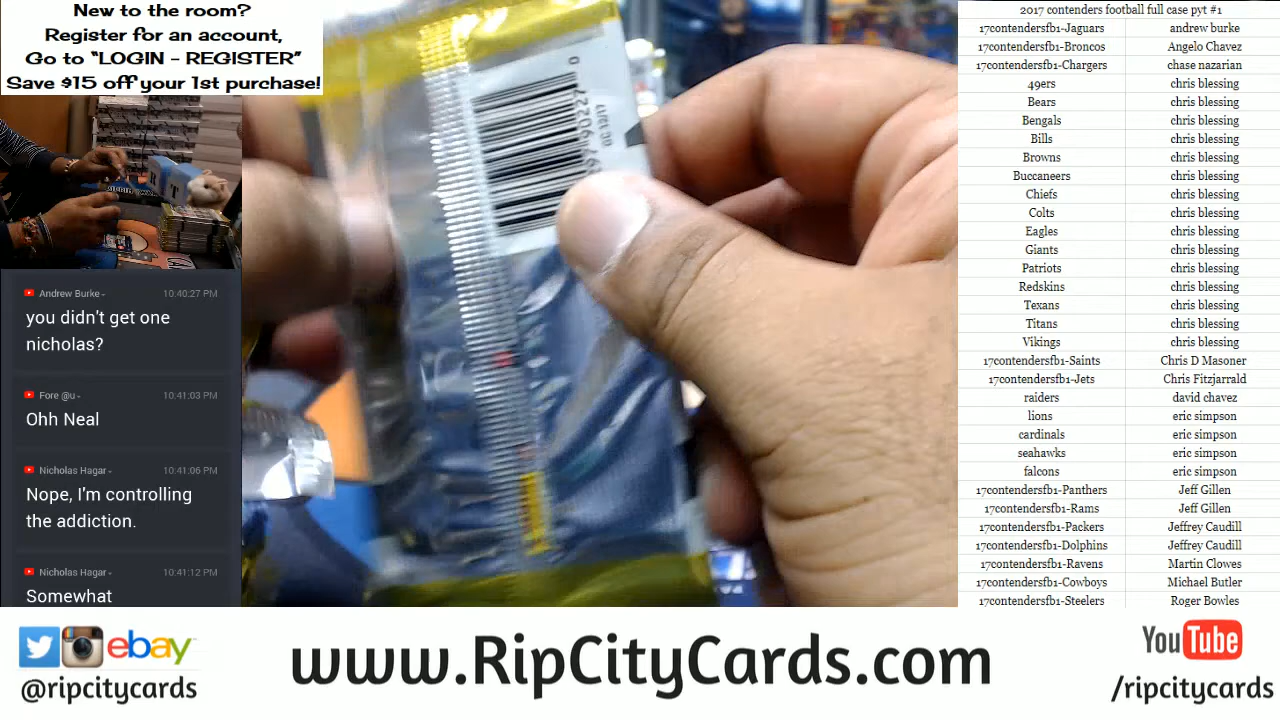 New to the room?
Register for an account,
Go to “LOGIN - REGISTER”
Save $15 off your 1st purchase!
Andrew Burke 10:40:27 PM
you didn't get one
nicholas?
Fore @u 10:41:03 PM
Ohh Neal
Nicholas Hagar 10:41:06 PM
Nope, I'm controlling
the addiction.
Nicholas Hagar 10:41:12 PM
Somewhat
2017 contenders football full case pyt #1
17contendersfb1-Jaguars andrew burke
17contendersfb1-Broncos Angelo Chavez
17contendersfb1-Chargers chase nazarian
49ers chris blessing
Bears chris blessing
Bengals chris blessing
Bills chris blessing
Browns chris blessing
Buccaneers chris blessing
Chiefs chris blessing
Colts chris blessing
Eagles chris blessing
Giants chris blessing
Patriots chris blessing
Redskins chris blessing
Texans chris blessing
Titans chris blessing
Vikings chris blessing
17contendersfb1-Saints Chris D Masoner
17contendersfb1-Jets Chris Fitzjarrald
raiders david chavez
lions eric simpson
cardinals eric simpson
seahawks eric simpson
falcons eric simpson
17contendersfb1-Panthers Jeff Gillen
17contendersfb1-Rams Jeff Gillen
17contendersfb1-Packers Jeffrey Caudill
17contendersfb1-Dolphins Jeffrey Caudill
17contendersfb1-Ravens Martin Clowes
17contendersfb1-Cowboys Michael Butler
17contendersfb1-Steelers Roger Bowles
ebay
@ripcitycards
www.RipCityCards.com
YouTube
/ripcitycards